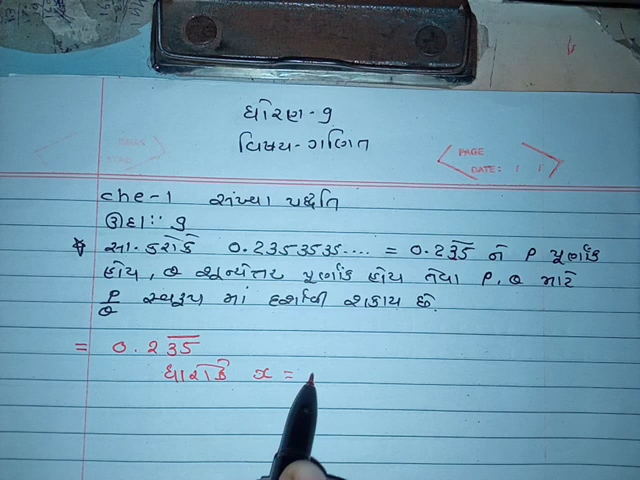 ધોરણ-9
વિષય-ગણિત
PAGE
DATE:
che-1 સંખ્યા પદ્ધતિ
ઉદા:: 9
સા.કરોકે 0.2353535.... = 0.235 ને P પૂર્ણાંક
હોય, Q શૂન્યેત્તર પૂર્ણાંક હોય તેવા P, Q માટે
P/Q સ્વરૂપ માં દર્શાવી શકાય છે.
= 0.235
ધારોકે x =